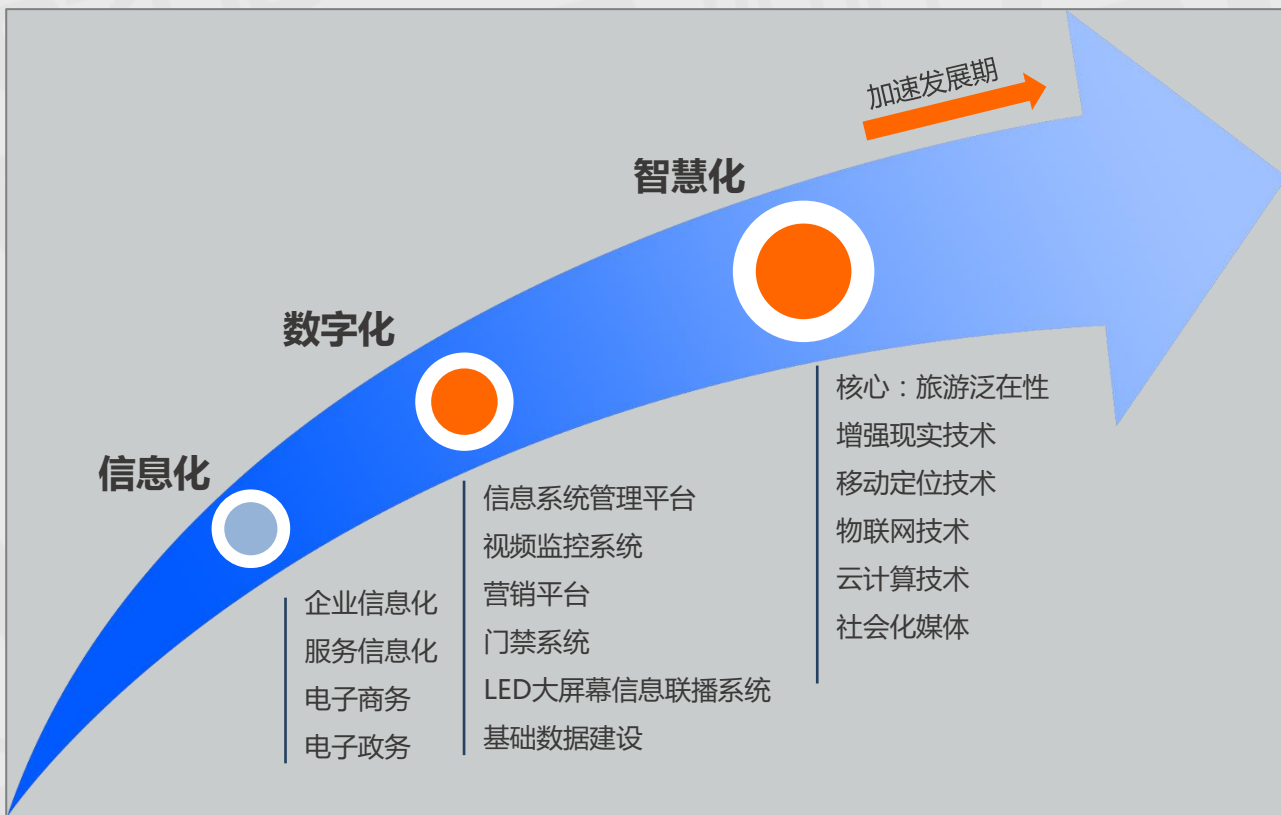 加速发展期
智慧化
数字化
信息化
核心：旅游泛在性
增强现实技术
移动定位技术
物联网技术
云计算技术
社会化媒体
信息系统管理平台
视频监控系统
营销平台
门禁系统
LED大屏幕信息联播系统
基础数据建设
企业信息化
服务信息化
电子商务
电子政务